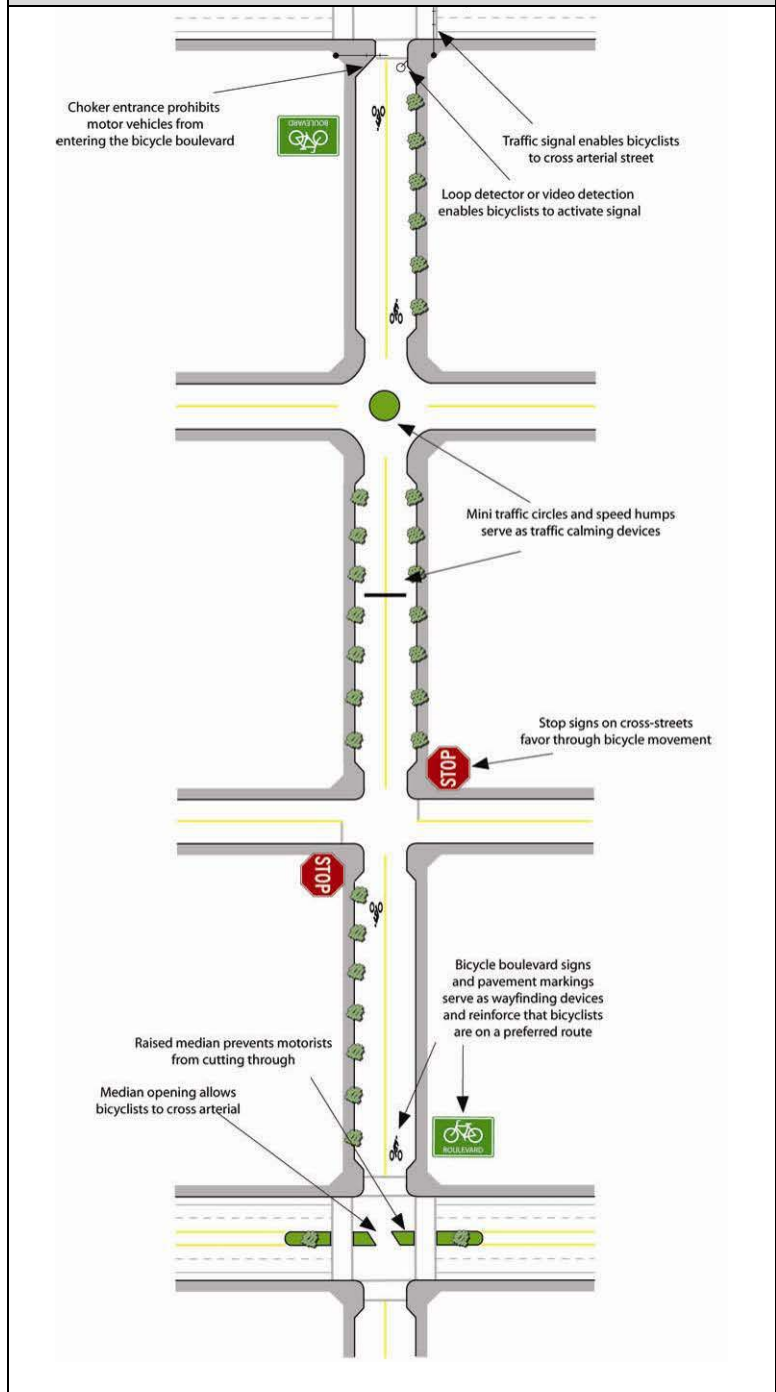 Choker entrance prohibits
motor vehicles from
entering the bicycle boulevard
BOULEVARD
Traffic signal enables bicyclists
to cross arterial street
Loop detector or video detection
enables bicyclists to activate signal
Mini traffic circles and speed humps
serve as traffic calming devices
Stop signs on cross-streets
favor through bicycle movement
STOP
STOP
Bicycle boulevard signs
and pavement markings
serve as wayfinding devices
and reinforce that bicyclists
are on a preferred route
Raised median prevents motorists
from cutting through
Median opening allows
bicyclists to cross arterial
BOULEVARD